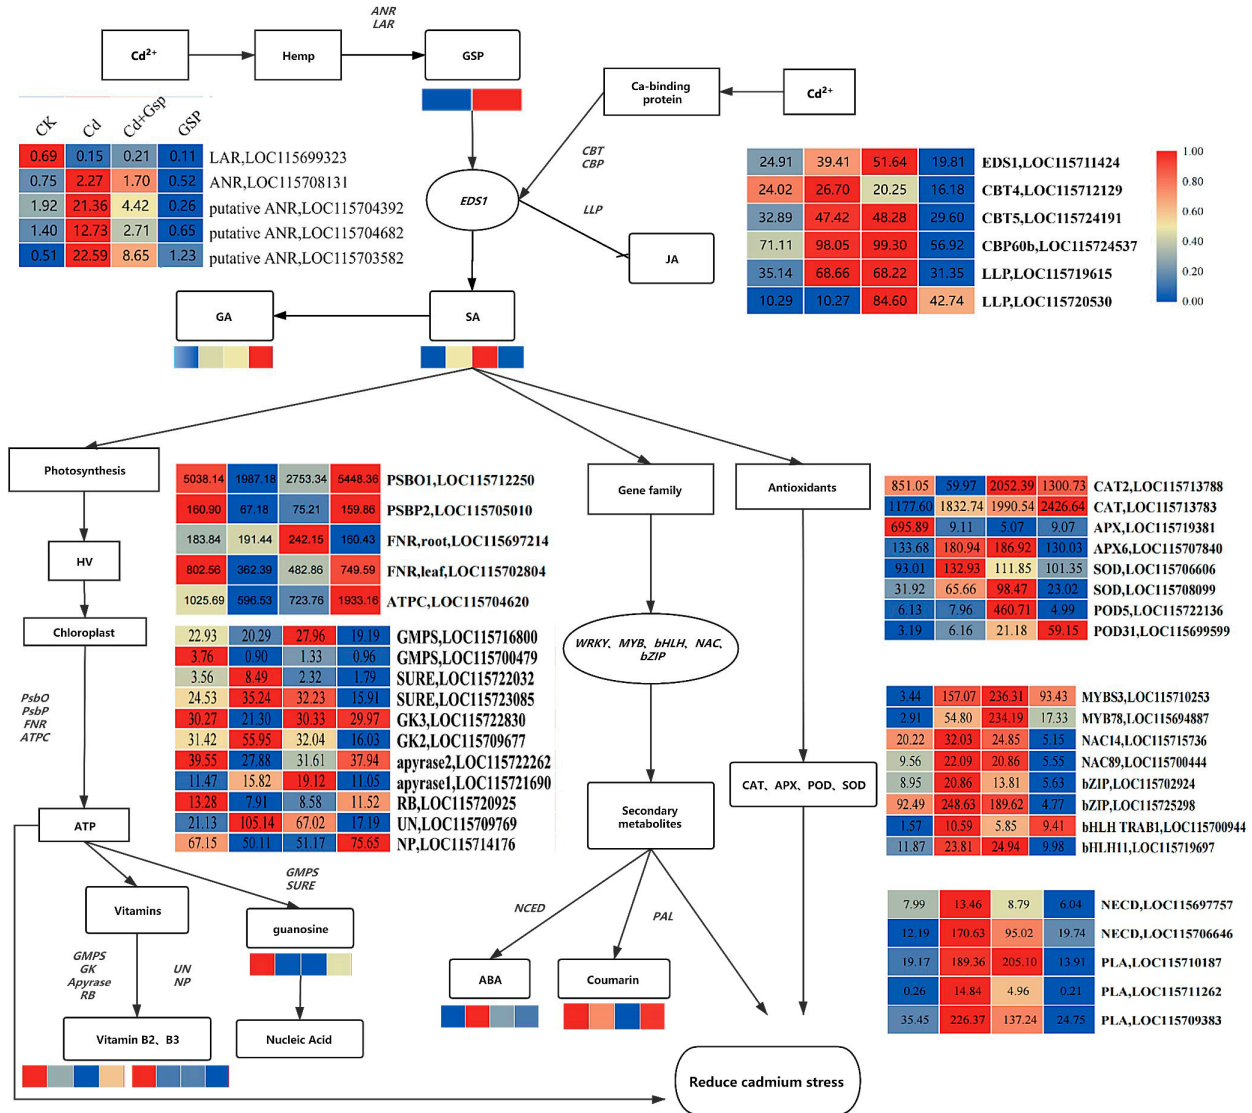 ANR
LAR
Cd²⁺
Hemp
GSP
Ca-binding
protein
Cd²⁺
CK Cd Cd+Gsp GSP
0.69 0.15 0.21 0.11 LAR,LOC115699323
0.75 2.27 1.70 0.52 ANR,LOC115708131
1.92 21.36 4.42 0.26 putative ANR,LOC115704392
1.40 12.73 2.71 0.65 putative ANR,LOC115704682
0.51 22.59 8.65 1.23 putative ANR,LOC115703582
CBT
CBP
EDS1
LLP
JA
24.91 39.41 51.64 19.81 EDS1,LOC115711424
24.02 26.70 20.25 16.18 CBT4,LOC115712129
32.89 47.42 48.28 29.60 CBT5,LOC115724191
71.11 98.05 99.30 56.92 CBP60b,LOC115724537
35.14 68.66 68.22 31.35 LLP,LOC115719615
10.29 10.27 84.60 42.74 LLP,LOC115720530
1.00
0.80
0.60
0.40
0.20
0.00
GA
SA
Photosynthesis
HV
Chloroplast
PsbO
PsbP
FNR
ATPC
ATP
5038.14 1987.18 2753.34 5448.36 PSBO1,LOC115712250
160.90 67.18 75.21 159.86 PSBP2,LOC115705010
183.84 191.44 242.15 160.43 FNR,root,LOC115697214
802.56 362.39 482.86 749.59 FNR,leaf,LOC115702804
1025.69 596.53 723.76 1933.16 ATPC,LOC115704620
22.93 20.29 27.96 19.19 GMPS,LOC115716800
3.76 0.90 1.33 0.96 GMPS,LOC115700479
3.56 8.49 2.32 1.79 SURE,LOC115722032
24.53 35.24 32.23 15.91 SURE,LOC115723085
30.27 21.30 30.33 29.97 GK3,LOC115722830
31.42 55.95 32.04 16.03 GK2,LOC115709677
39.55 27.88 31.61 37.94 apyrase2,LOC115722262
11.47 15.82 19.12 11.05 apyrase1,LOC115721690
13.28 7.91 8.58 11.52 RB,LOC115720925
21.13 105.14 67.02 17.19 UN,LOC115709769
67.15 50.11 51.17 75.65 NP,LOC115714176
Gene family
WRKY、MYB、bHLH、NAC、
bZIP
Secondary
metabolites
Antioxidants
CAT、APX、POD、SOD
851.05 59.97 2052.39 1300.73 CAT2,LOC115713788
1177.60 1832.74 1990.54 2426.64 CAT,LOC115713783
695.89 9.11 5.07 9.07 APX,LOC115719381
133.68 180.94 186.92 130.03 APX6,LOC115707840
93.01 132.93 111.85 101.35 SOD,LOC115706606
31.92 65.66 98.47 23.02 SOD,LOC115708099
6.13 7.96 460.71 4.99 POD5,LOC115722136
3.19 6.16 21.18 59.15 POD31,LOC115699599
3.44 157.07 236.31 93.43 MYBS3,LOC115710253
2.91 54.80 234.19 17.33 MYB78,LOC115694887
20.22 32.03 24.85 5.15 NAC14,LOC115715736
9.56 22.09 20.86 5.55 NAC89,LOC115700444
8.95 20.86 13.81 5.63 bZIP,LOC115702924
92.49 248.63 189.62 4.77 bZIP,LOC115725298
1.57 10.59 5.85 9.41 bHLH TRAB1,LOC115700944
11.87 23.81 24.94 9.98 bHLH11,LOC115719697
7.99 13.46 8.79 6.04 NECD,LOC115697757
12.19 170.63 95.02 19.74 NECD,LOC115706646
19.17 189.36 205.10 13.91 PLA,LOC115710187
0.26 14.84 4.96 0.21 PLA,LOC115711262
35.45 226.37 137.24 24.75 PLA,LOC115709383
Vitamins
GMPS
SURE
guanosine
GMPS
GK
Apyrase
RB
UN
NP
Vitamin B2、B3
Nucleic Acid
NCED
PAL
ABA
Coumarin
Reduce cadmium stress